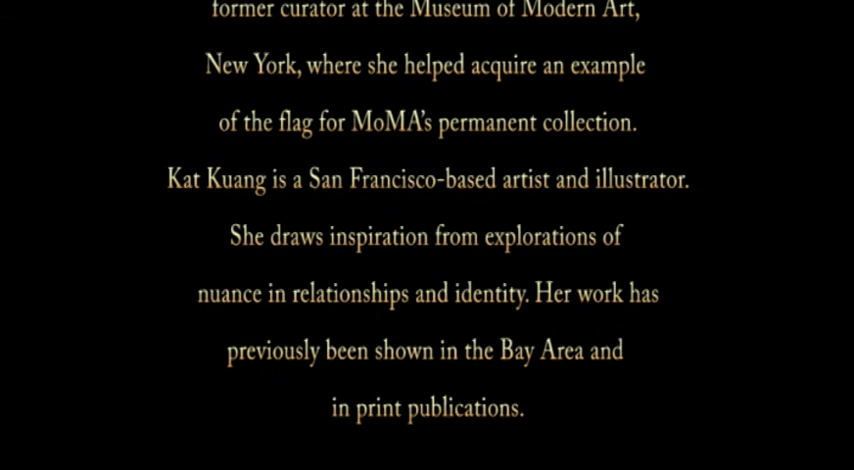 former curator at the Museum of Modern Art,
New York, where she helped acquire an example
of the flag for MoMA’s permanent collection.
Kat Kuang is a San Francisco-based artist and illustrator.
She draws inspiration from explorations of
nuance in relationships and identity. Her work has
previously been shown in the Bay Area and
in print publications.